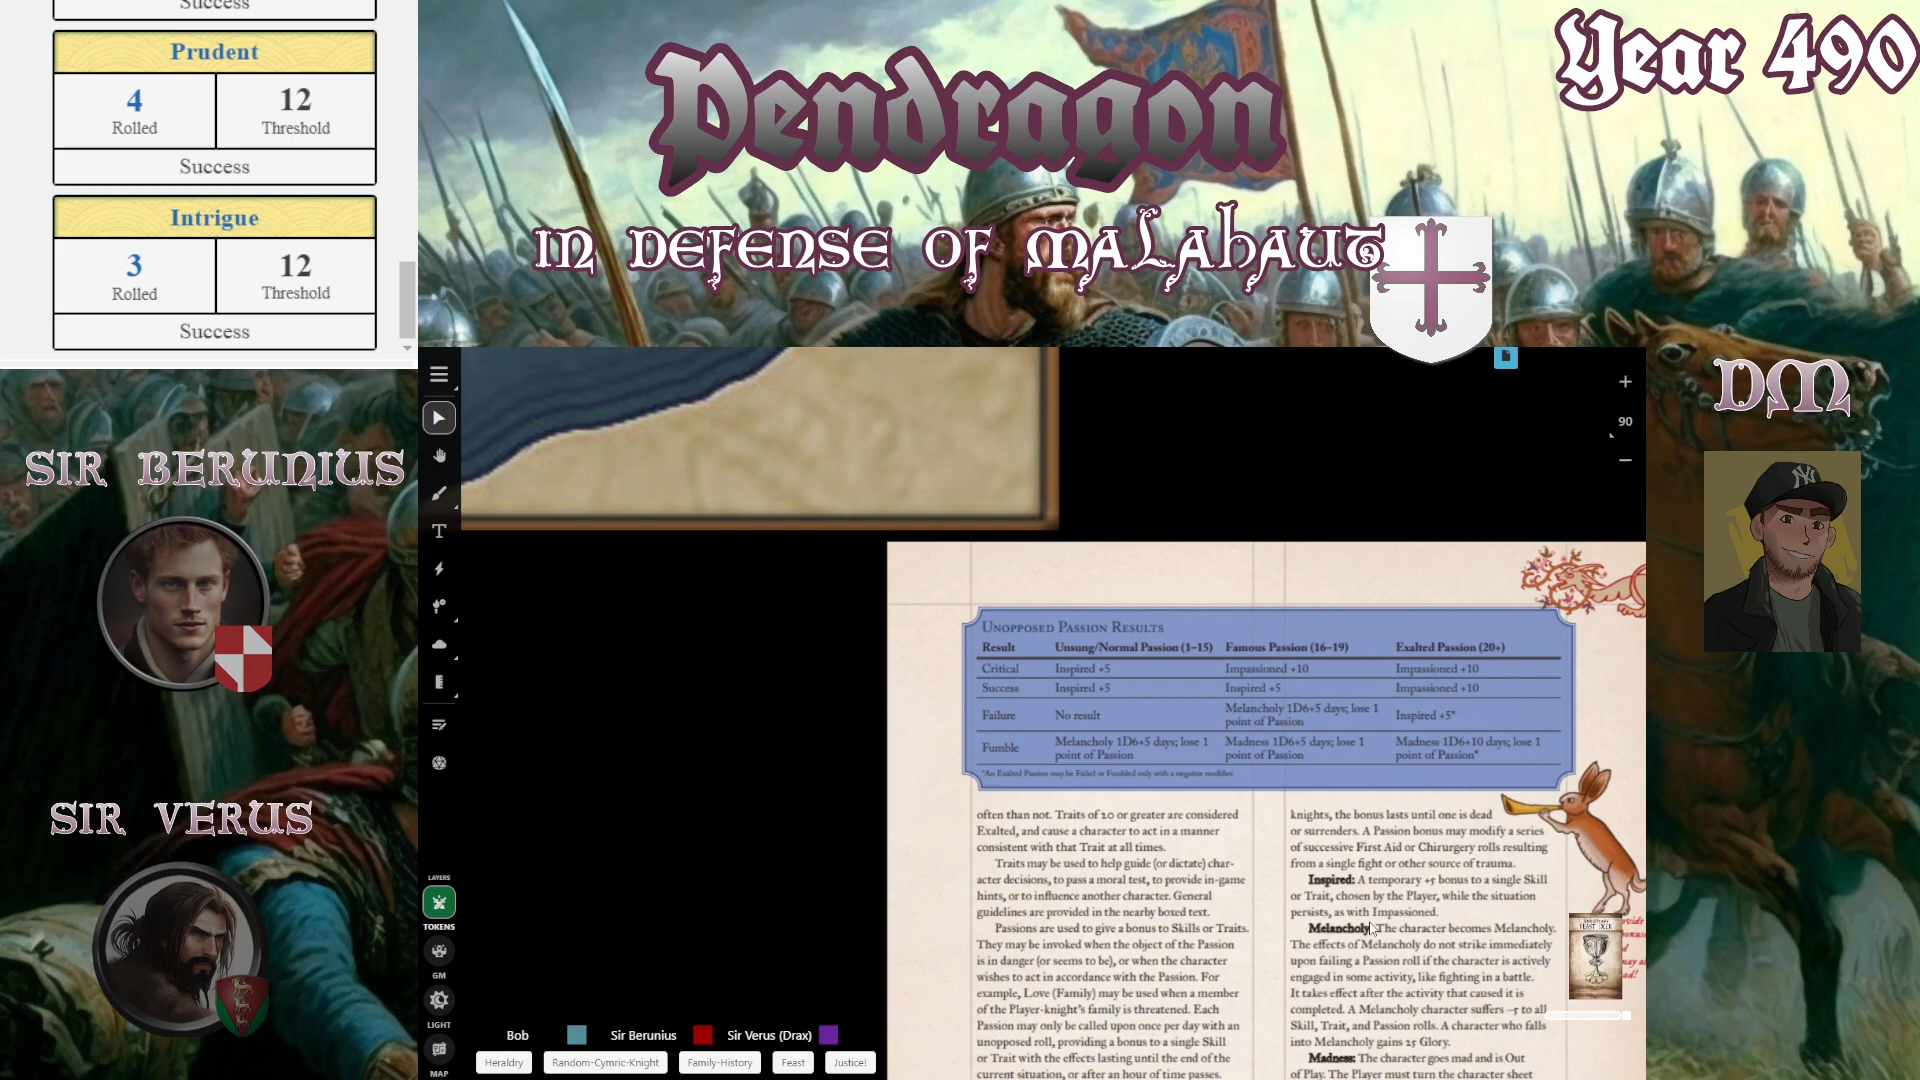 Success
Prudent
4
12
Rolled
Threshold
Success
Intrigue
3
12
Rolled
Threshold
Success
Pendragon
Year 490
IN DEFENSE OF MALAHAUT
DM
SIR BERUNIUS
SIR VERUS
90
LAYERS
TOKENS
GM
LIGHT
MAP
Bob
Sir Berunius
Sir Verus (Drax)
Heraldry
Random-Cymric-Knight
Family-History
Feast
Justice!
UNOPPOSED PASSION RESULTS
Result Unsung/Normal Passion (1–15) Famous Passion (16–19) Exalted Passion (20+)
Critical Inspired +5 Impassioned +10 Impassioned +10
Success Inspired +5 Inspired +5 Impassioned +10
Failure No result Melancholy 1D6+5 days; lose 1 point of Passion Inspired +5*
Fumble Melancholy 1D6+5 days; lose 1 point of Passion Madness 1D6+5 days; lose 1 point of Passion Madness 1D6+10 days; lose 1 point of Passion*
*An Exalted Passion may be Failed or Fumbled only with a negative modifier.
often than not. Traits of 20 or greater are considered
Exalted, and cause a character to act in a manner
consistent with that Trait at all times.
Traits may be used to help guide (or dictate) char-
acter decisions, to pass a moral test, to provide in-game
hints, or to influence another character. General
guidelines are provided in the nearby boxed text.
Passions are used to give a bonus to Skills or Traits.
They may be invoked when the object of the Passion
is in danger (or seems to be), or when the character
wishes to act in accordance with the Passion. For
example, Love (Family) may be used when a member
of the Player-knight's family is threatened. Each
Passion may only be called upon once per day with an
unopposed roll, providing a bonus to a single Skill
or Trait with the effects lasting until the end of the
current situation, or after an hour of time passes.
knights, the bonus lasts until one is dead
or surrenders. A Passion bonus may modify a series
of successive First Aid or Chirurgery rolls resulting
from a single fight or other source of trauma.
Inspired: A temporary +5 bonus to a single Skill
or Trait, chosen by the Player, while the situation
persists, as with Impassioned.
Melancholy: The character becomes Melancholy.
The effects of Melancholy do not strike immediately
upon failing a Passion roll if the character is actively
engaged in some activity, like fighting in a battle.
It takes effect after the activity that caused it is
completed. A Melancholy character suffers –5 to all
Skill, Trait, and Passion rolls. A character who falls
into Melancholy gains 25 Glory.
Madness: The character goes mad and is Out
of Play. The Player must turn the character sheet
FEAST DECK